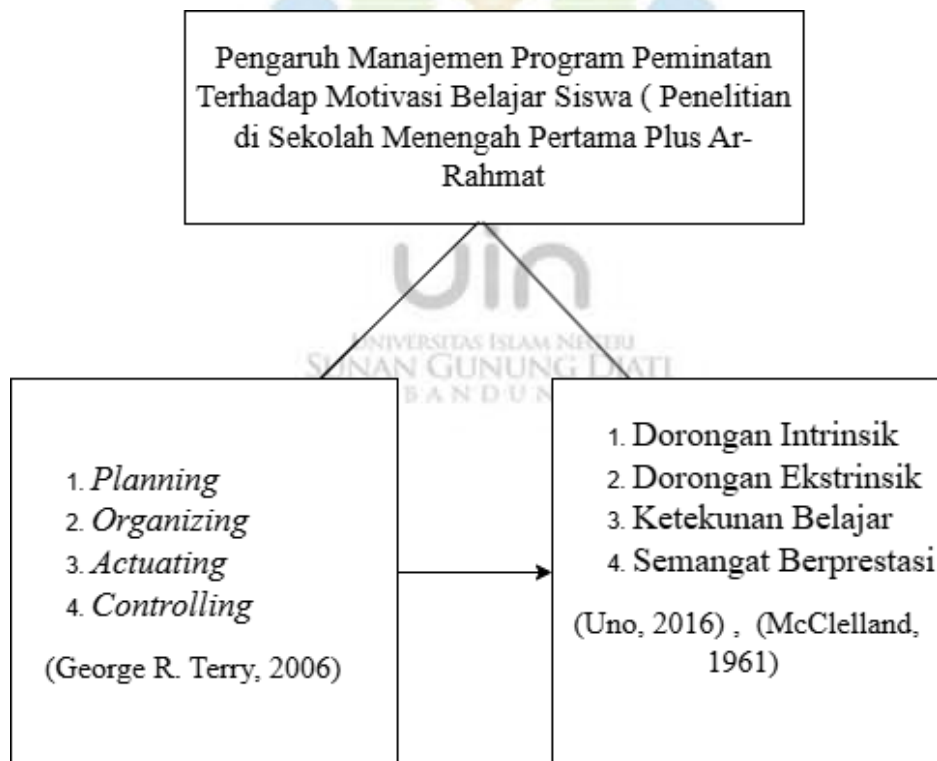 Pengaruh Manajemen Program Peminatan
Terhadap Motivasi Belajar Siswa ( Penelitian
di Sekolah Menengah Pertama Plus Ar-
Rahmat
uin
UNIVERSITAS ISLAM NEGERI
SUNAN GUNUNG DJATI
BANDUNG
1. Planning
2. Organizing
3. Actuating
4. Controlling
(George R. Terry, 2006)
1. Dorongan Intrinsik
2. Dorongan Ekstrinsik
3. Ketekunan Belajar
4. Semangat Berprestasi
(Uno, 2016) , (McClelland,
1961)